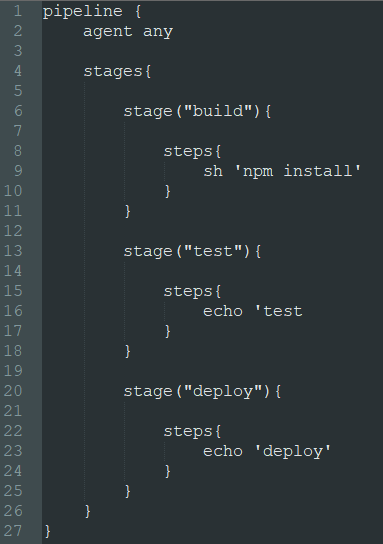 1 pipeline {
2     agent any
3
4     stages{
5
6         stage("build"){
7
8             steps{
9                 sh 'npm install'
10             }
11         }
12
13         stage("test"){
14
15             steps{
16                 echo 'test
17             }
18         }
19
20         stage("deploy"){
21
22             steps{
23                 echo 'deploy'
24             }
25         }
26     }
27 }